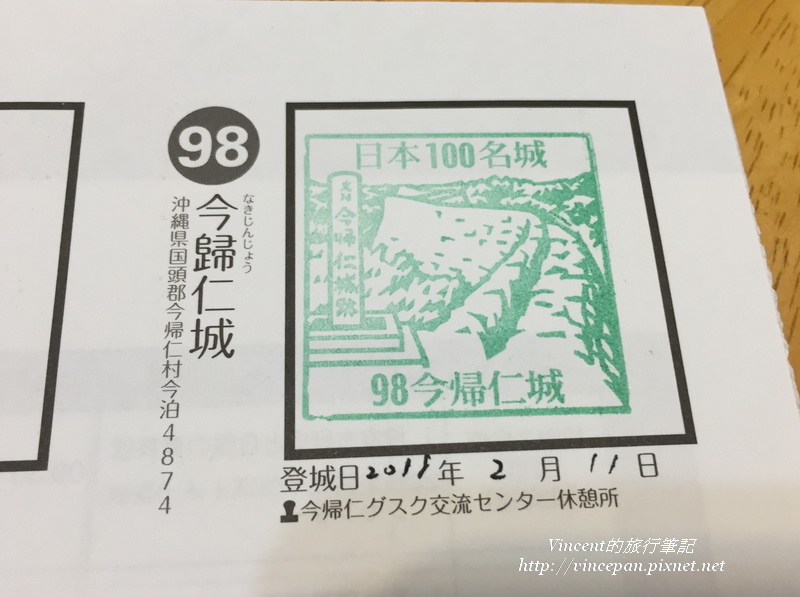 98
なきじんじょう
今歸仁城
沖縄県国頭郡今帰仁村今泊4874
日本100名城
史跡 今帰仁城跡
98今帰仁城
登城日2019年 2月 11日
今帰仁グスク交流センター休憩所
Vincent的旅行筆記
http://vincepan.pixnet.net